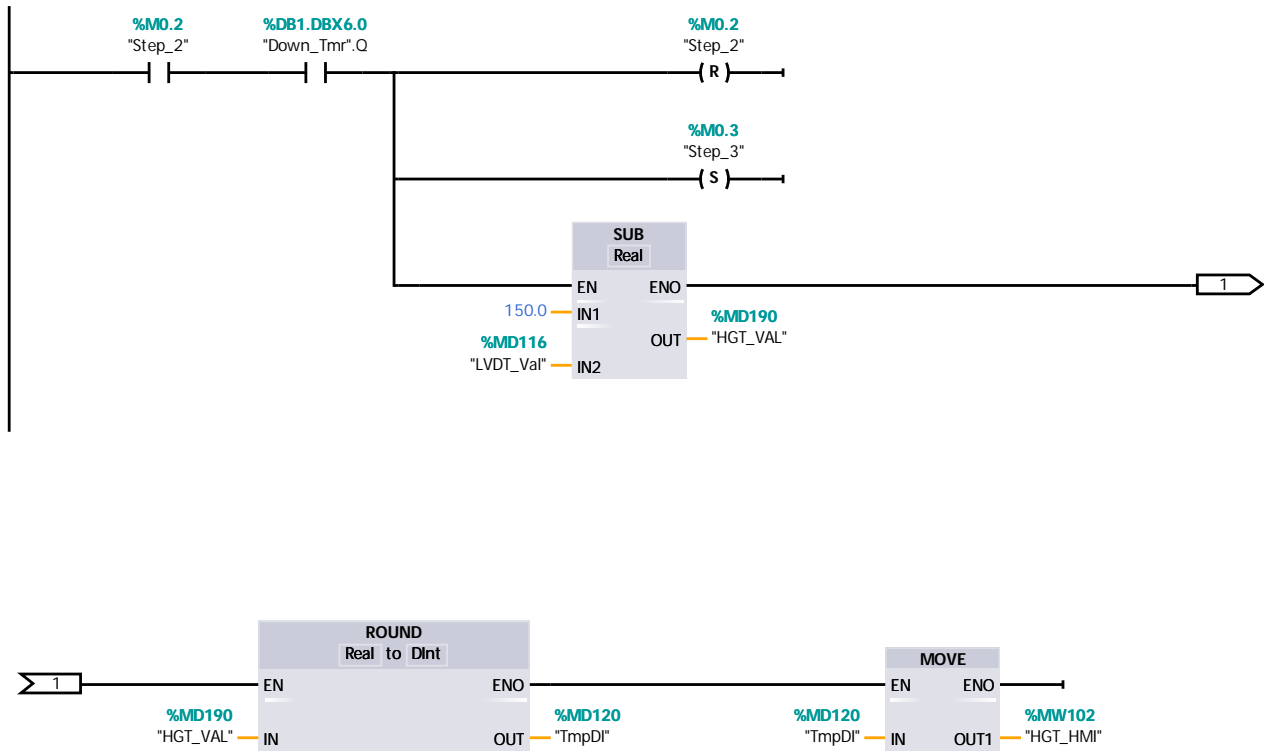 %M0.2 %DB1.DBX6.0 %M0.2
"Step_2" "Down_Tmr".Q "Step_2"
R
%M0.3
"Step_3"
S
SUB
Real
EN ENO 1
150.0 IN1 %MD190
OUT "HGT_VAL"
%MD116
"LVDT_Val" IN2
ROUND
Real to DInt MOVE
1 EN ENO EN ENO
%MD190 %MD120 %MD120 %MW102
"HGT_VAL" IN OUT "TmpDI" "TmpDI" IN OUT1 "HGT_HMI"